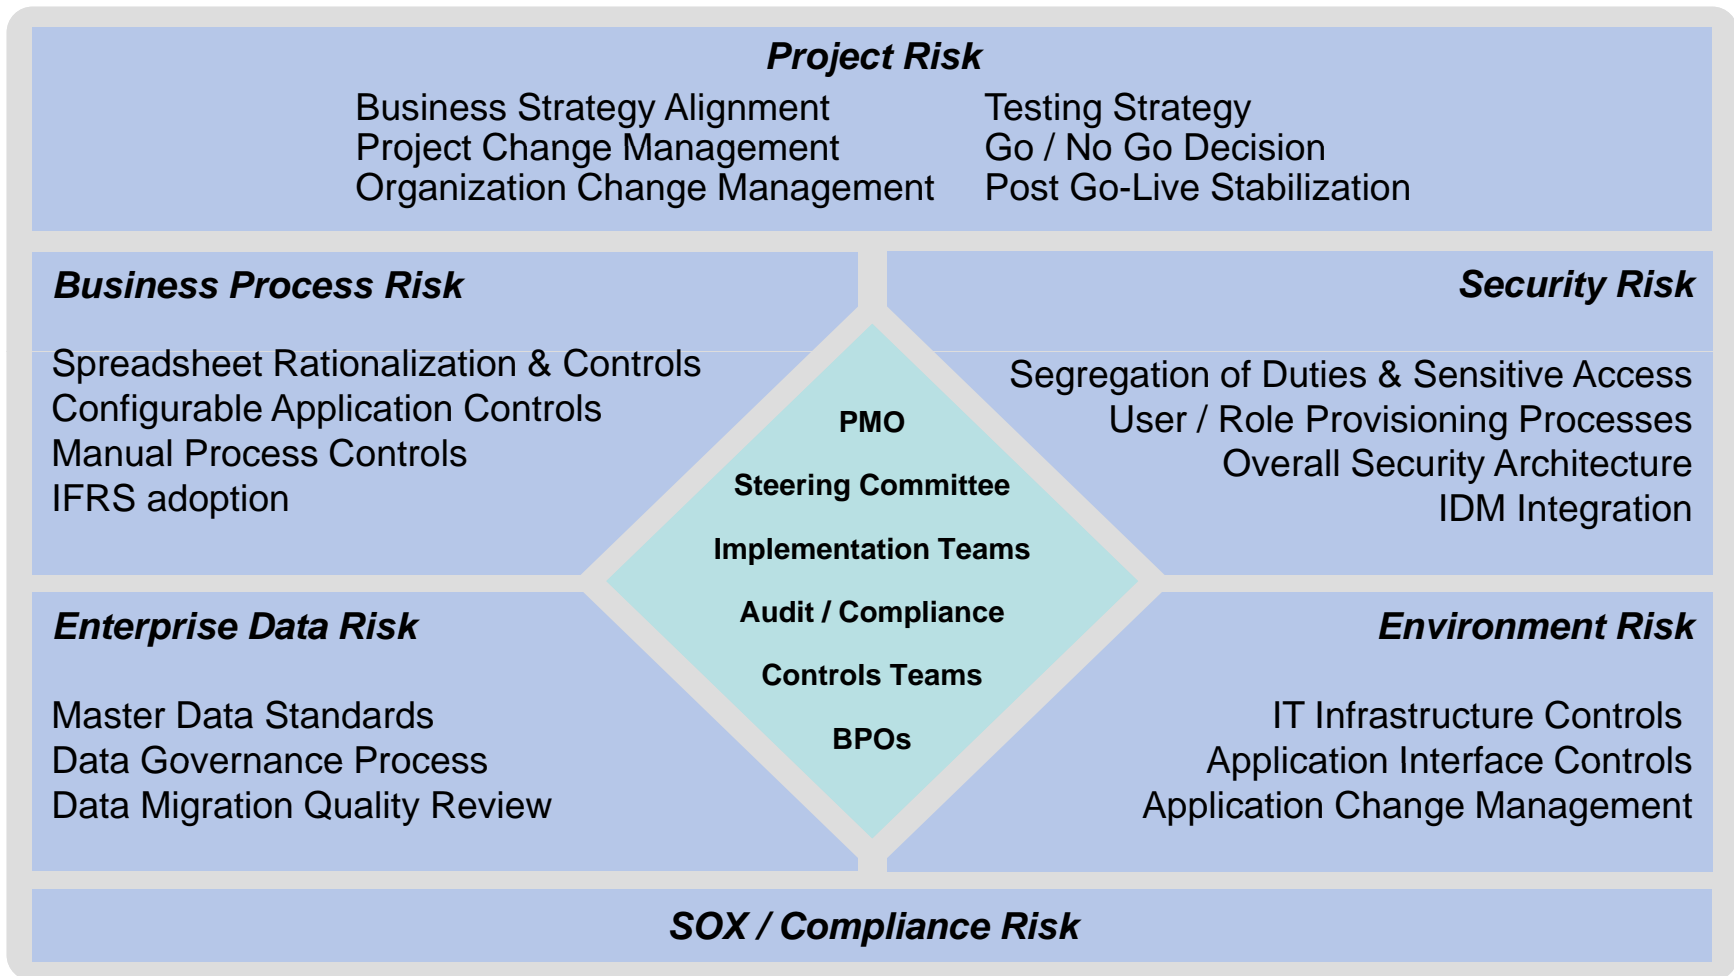 Project Risk
Business Strategy Alignment
Project Change Management
Organization Change Management
Testing Strategy
Go / No Go Decision
Post Go-Live Stabilization
Business Process Risk
Spreadsheet Rationalization & Controls
Configurable Application Controls
Manual Process Controls
IFRS adoption
Security Risk
Segregation of Duties & Sensitive Access
User / Role Provisioning Processes
Overall Security Architecture
IDM Integration
PMO
Steering Committee
Implementation Teams
Audit / Compliance
Controls Teams
BPOs
Enterprise Data Risk
Master Data Standards
Data Governance Process
Data Migration Quality Review
Environment Risk
IT Infrastructure Controls
Application Interface Controls
Application Change Management
SOX / Compliance Risk